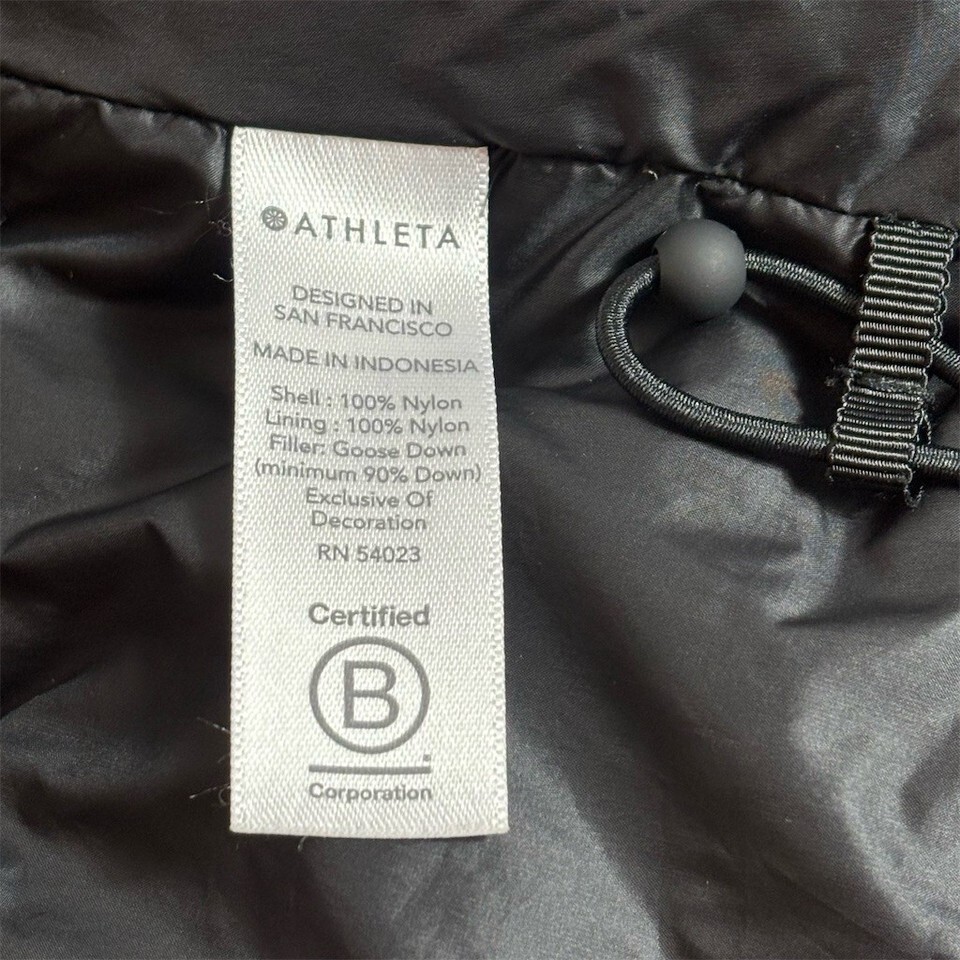 ATHLETA
DESIGNED IN
SAN FRANCISCO
MADE IN INDONESIA
Shell : 100% Nylon
Lining : 100% Nylon
Filler: Goose Down
(minimum 90% Down)
Exclusive Of
Decoration
RN 54023
Certified
B
Corporation